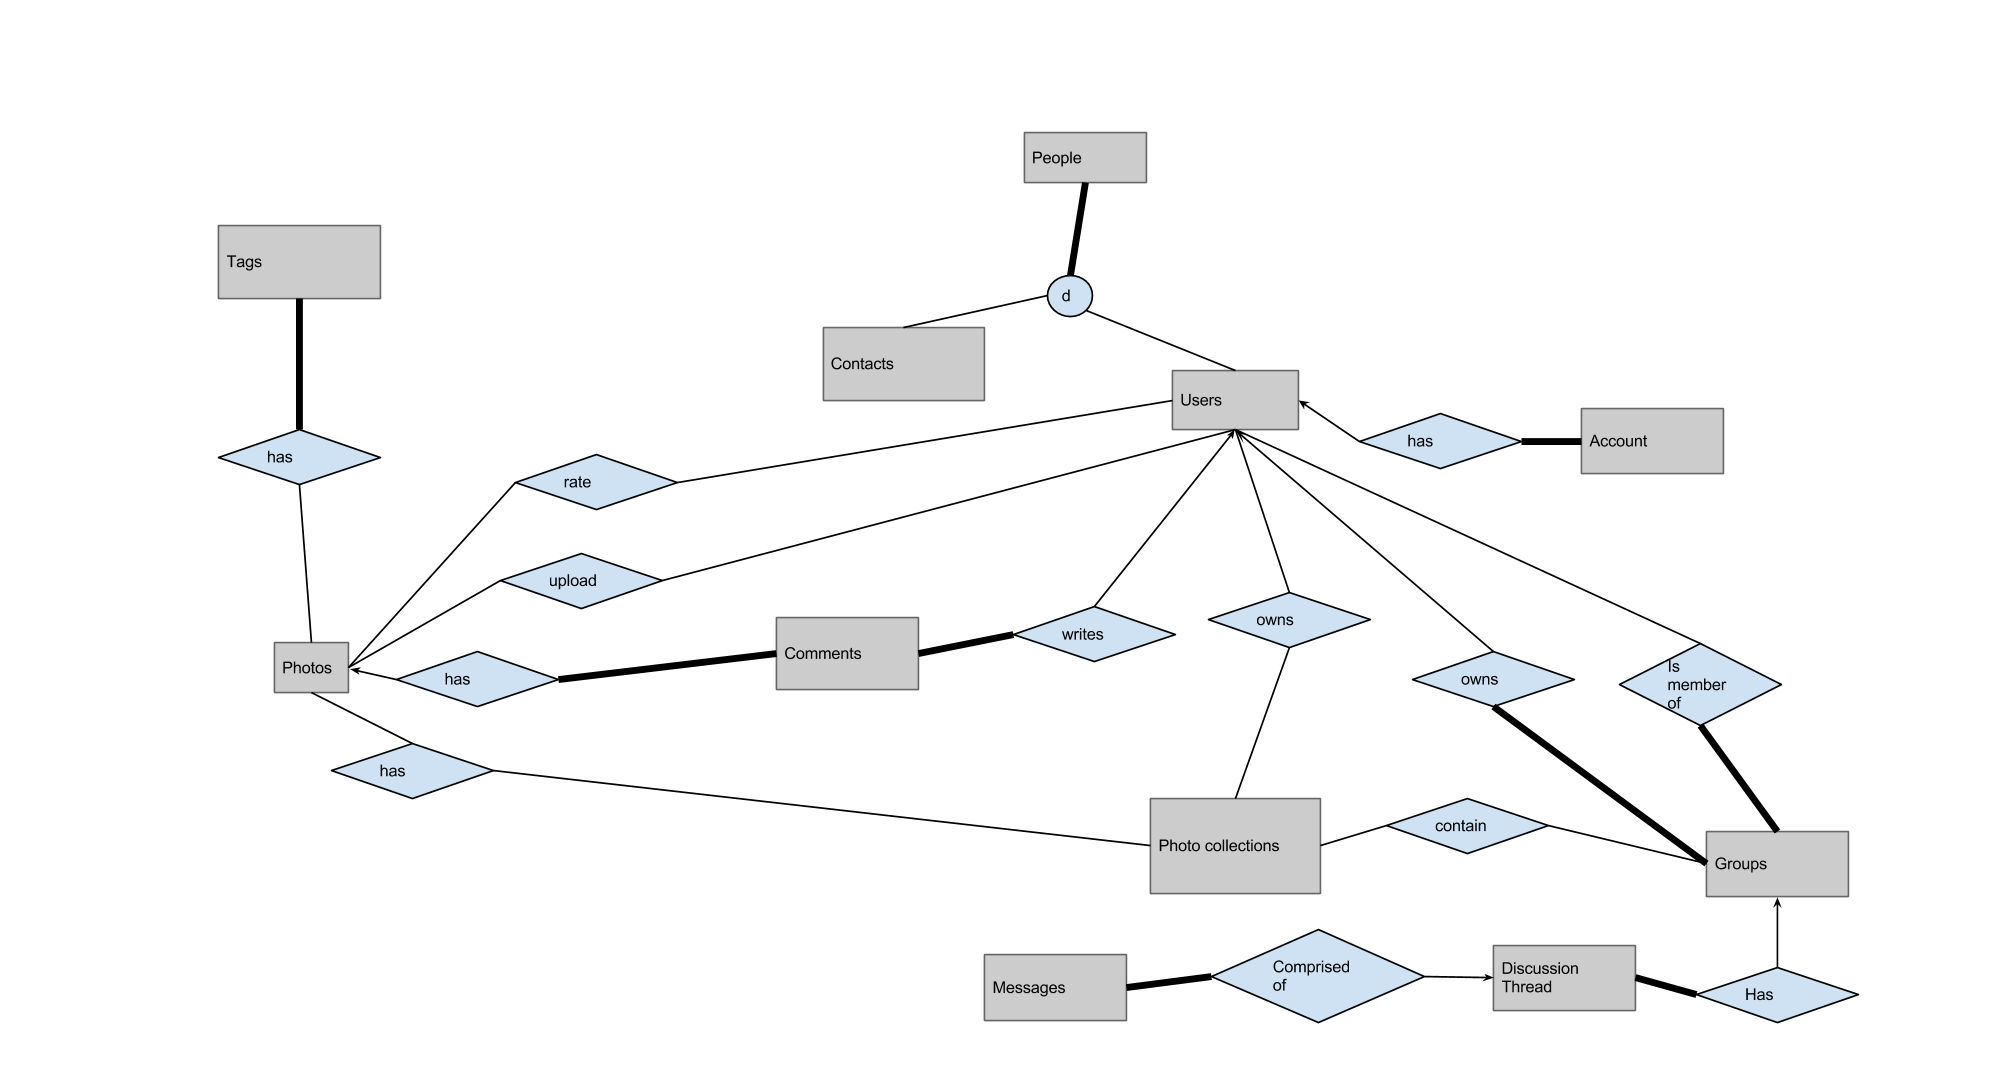 People
Tags
d
Contacts
Users
has
Account
has
rate
upload
Comments
writes
owns
Photos
has
owns
Is
member
of
has
Photo collections
contain
Groups
Messages
Comprised
of
Discussion
Thread
Has